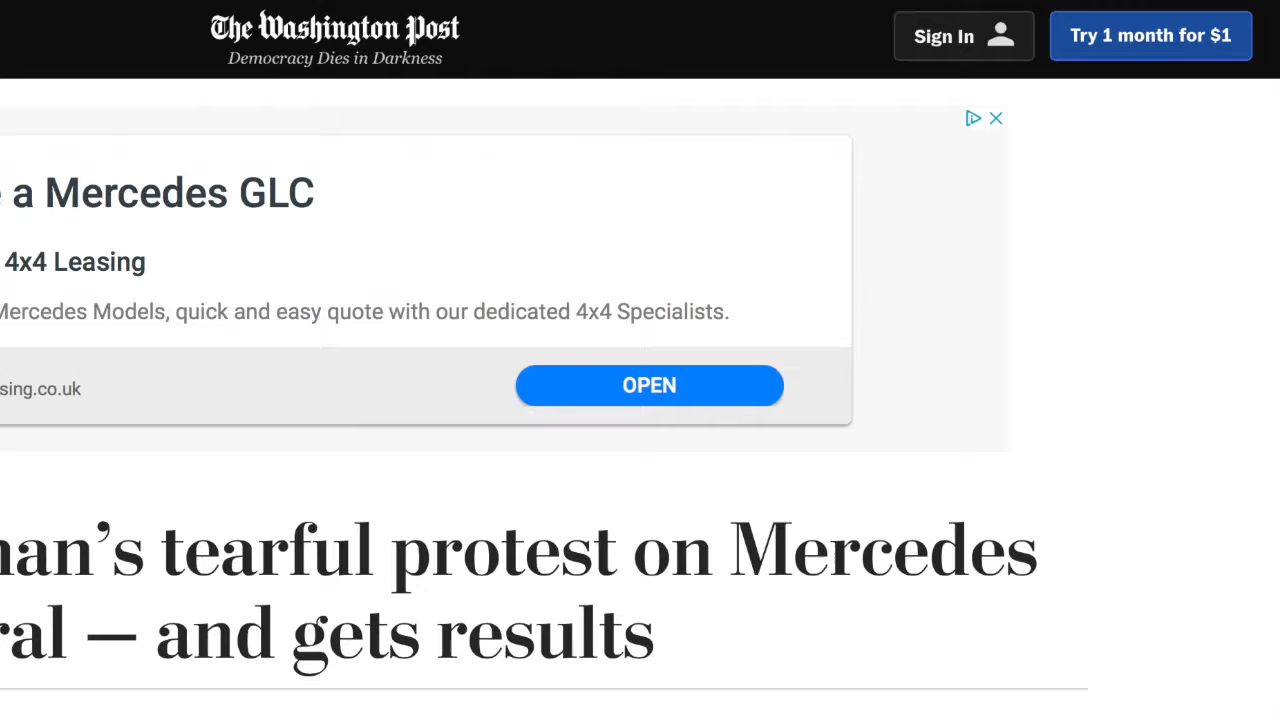 The Washington Post
Democracy Dies in Darkness
Sign In
Try 1 month for $1
a Mercedes GLC
4x4 Leasing
Mercedes Models, quick and easy quote with our dedicated 4x4 Specialists.
sing.co.uk
OPEN
nan's tearful protest on Mercedes
ral — and gets results